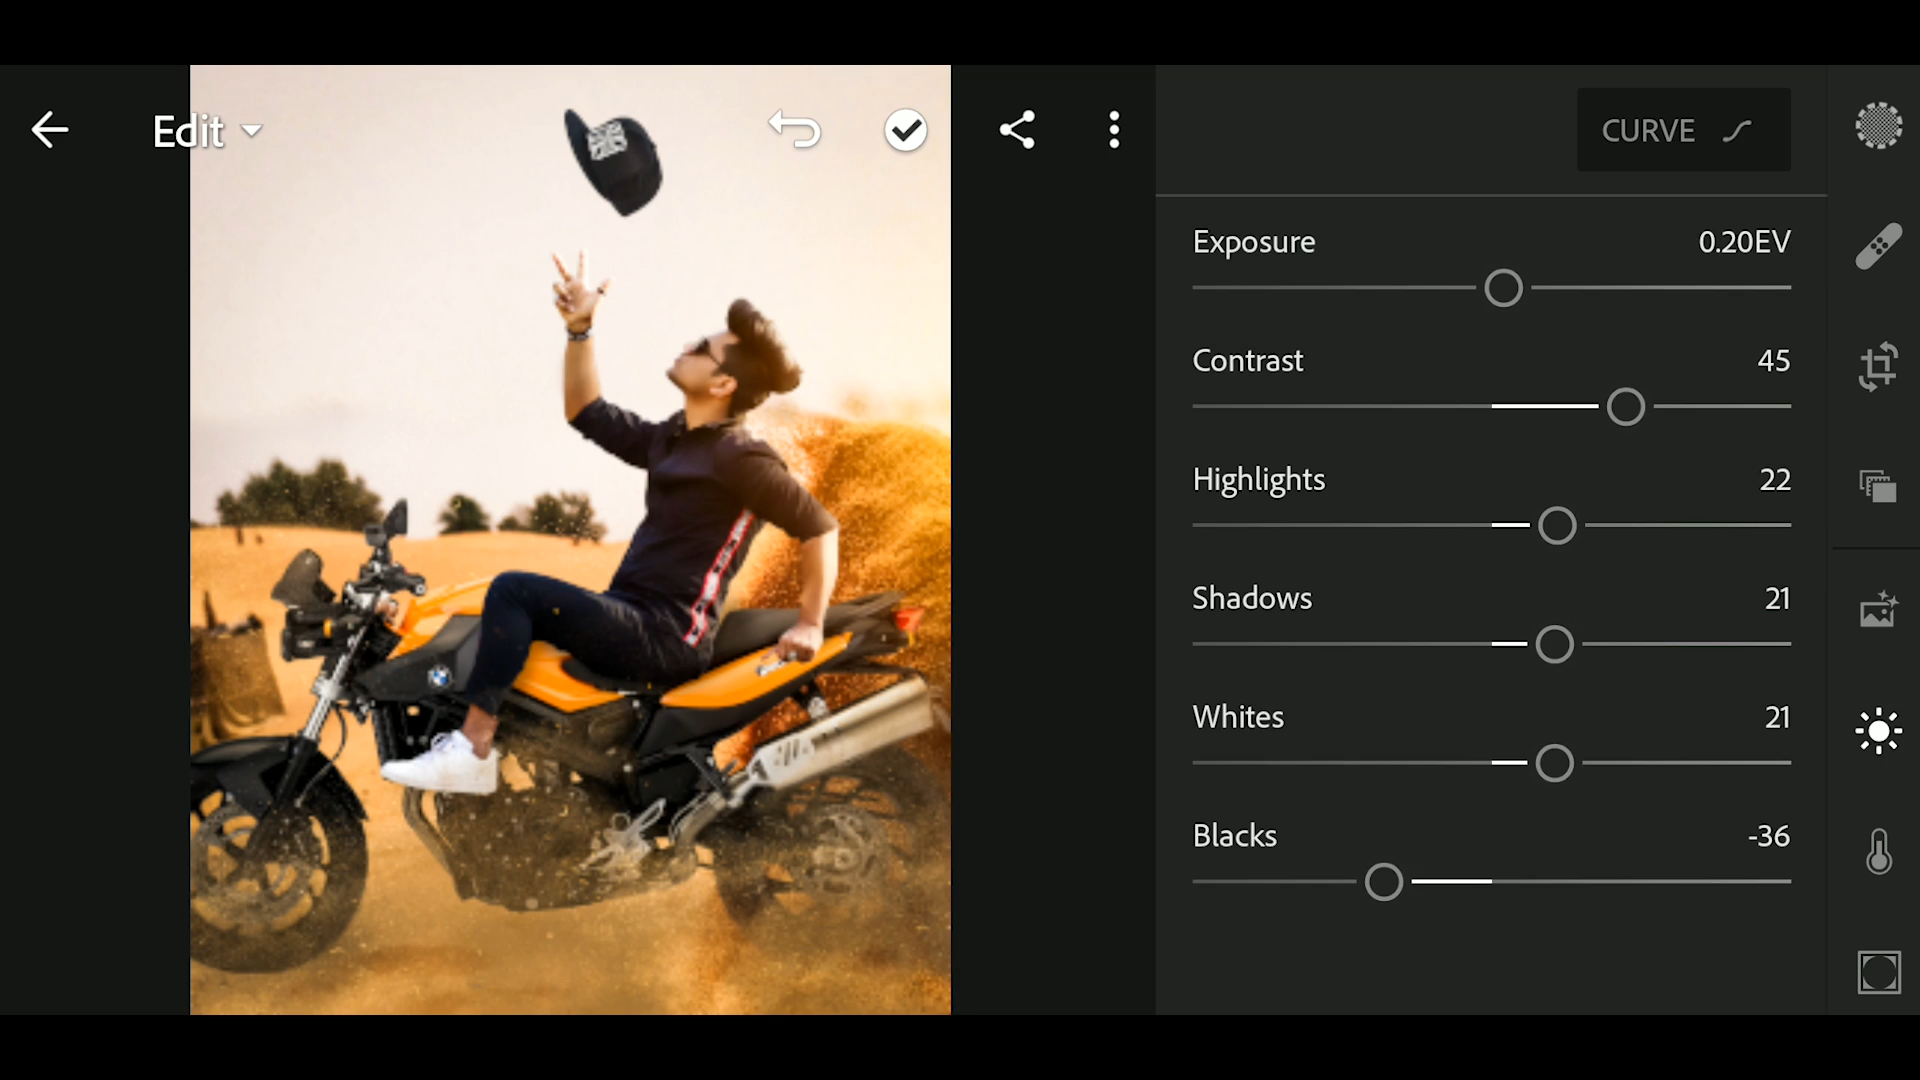 Edit
CURVE
Exposure 0.20EV
Contrast 45
Highlights 22
Shadows 21
Whites 21
Blacks -36